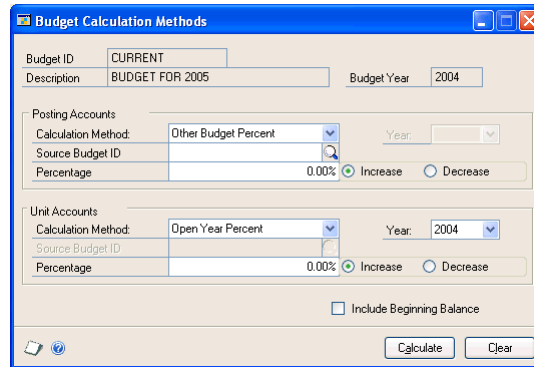 Budget Calculation Methods
Budget ID CURRENT
Description BUDGET FOR 2005 Budget Year 2004
Posting Accounts
Calculation Method: Other Budget Percent Year:
Source Budget ID
Percentage 0.00% Increase Decrease
Unit Accounts
Calculation Method: Open Year Percent Year: 2004
Source Budget ID
Percentage 0.00% Increase Decrease
Include Beginning Balance
Calculate Clear